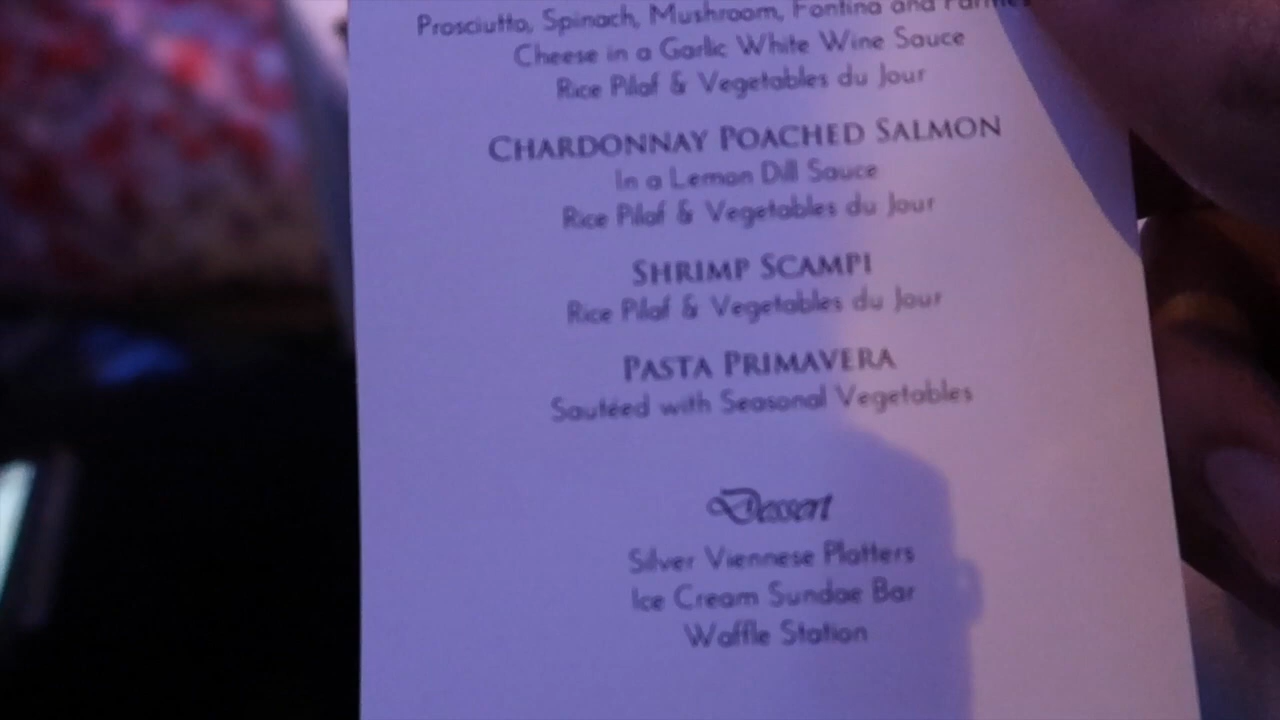 Prosciutto, Spinach, Mushroom, Fontina and
Cheese in a Garlic White Wine Sauce
Rice Pilaf & Vegetables du Jour
CHARDONNAY POACHED SALMON
In a Lemon Dill Sauce
Rice Pilaf & Vegetables du Jour
SHRIMP SCAMPI
Rice Pilaf & Vegetables du Jour
PASTA PRIMAVERA
Sautéed with Seasonal Vegetables
Dessert
Silver Viennese Platters
Ice Cream Sundae Bar
Waffle Station